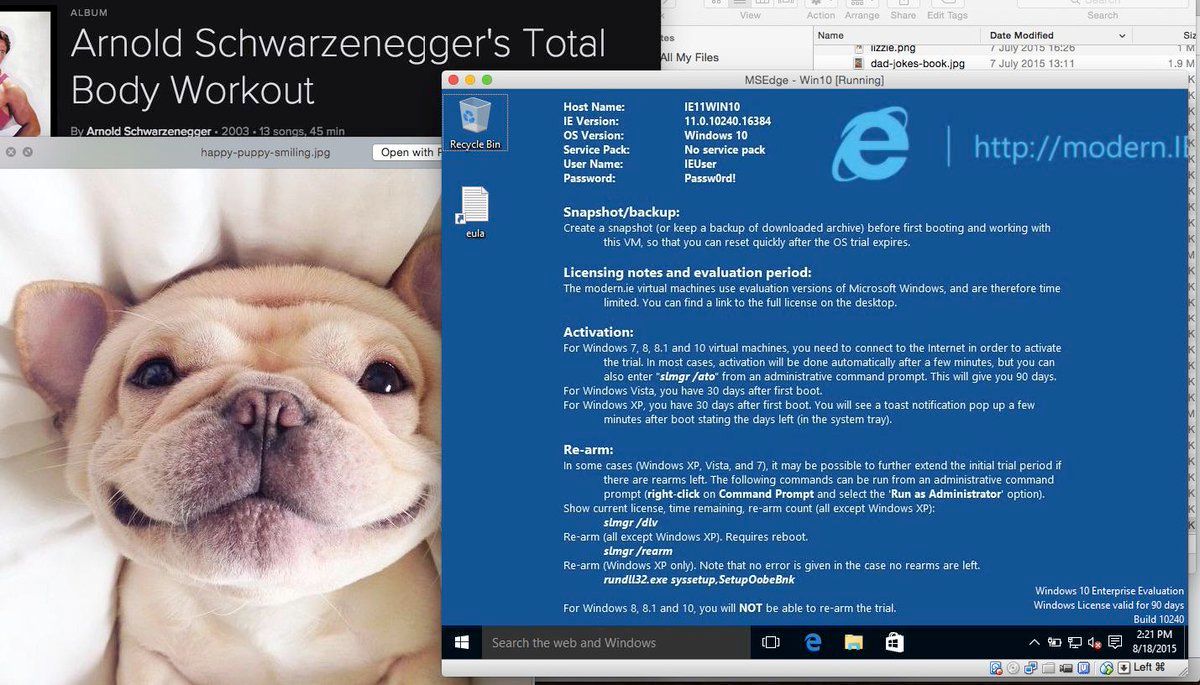 ALBUM
Arnold Schwarzenegger's Total
Body Workout
By Arnold Schwarzenegger • 2003 • 13 songs, 45 min
happy-puppy-smiling.jpg
Open with
View
Action
Arrange
Share
Edit Tags
Search
Search
All My Files
Name
Date Modified
lizzie.png
7 July 2015 16:26
dad-jokes-book.jpg
7 July 2015 13:11
1.9 M
MSEdge - Win10 [Running]
Recycle Bin
eula
Host Name: IE11WIN10
IE Version: 11.0.10240.16384
OS Version: Windows 10
Service Pack: No service pack
User Name: IEUser
Password: Passw0rd!
http://modern.IE
Snapshot/backup:
Create a snapshot (or keep a backup of downloaded archive) before first booting and working with
this VM, so that you can reset quickly after the OS trial expires.
Licensing notes and evaluation period:
The modern.ie virtual machines use evaluation versions of Microsoft Windows, and are therefore time
limited. You can find a link to the full license on the desktop.
Activation:
For Windows 7, 8, 8.1 and 10 virtual machines, you need to connect to the Internet in order to activate
the trial. In most cases, activation will be done automatically after a few minutes, but you can
also enter "slmgr /ato" from an administrative command prompt. This will give you 90 days.
For Windows Vista, you have 30 days after first boot.
For Windows XP, you have 30 days after first boot. You will see a toast notification pop up a few
minutes after boot stating the days left (in the system tray).
Re-arm:
In some cases (Windows XP, Vista, and 7), it may be possible to further extend the initial trial period if
there are rearms left. The following commands can be run from an administrative command
prompt (right-click on Command Prompt and select the 'Run as Administrator' option).
Show current license, time remaining, re-arm count (all except Windows XP):
slmgr /dlv
Re-arm (all except Windows XP). Requires reboot.
slmgr /rearm
Re-arm (Windows XP only). Note that no error is given in the case no rearms are left.
rundll32.exe syssetup,SetupOobeBnk
For Windows 8, 8.1 and 10, you will NOT be able to re-arm the trial.
Windows 10 Enterprise Evaluation
Windows License valid for 90 days
Build 10240
Search the web and Windows
2:21 PM
8/18/2015
Left ⌘